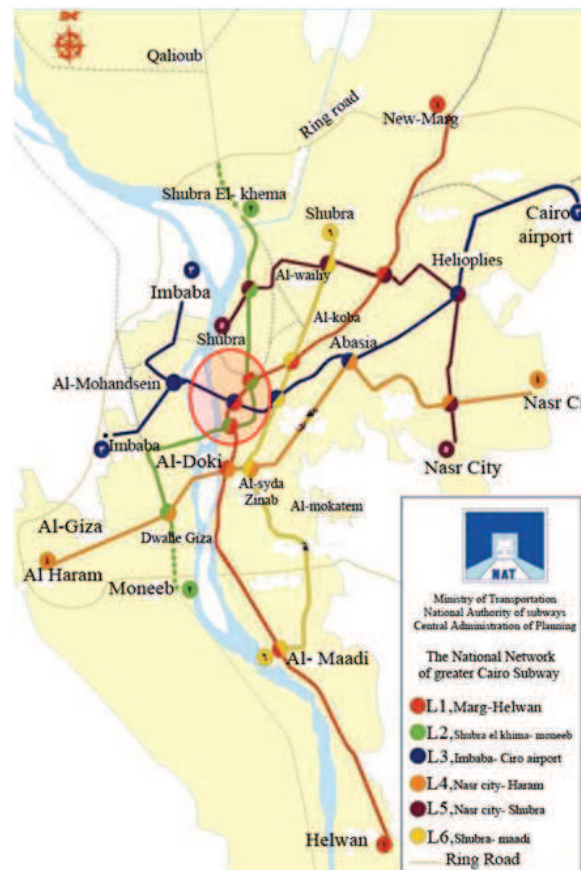 Qalioub
Ring road
New-Marg
Shubra El- khema
Shubra
Cairo
airport
Helioplies
Al-waihy
Imbaba
Shubra
Al-koba
Abasia
Al-Mohandsein
Nasr C
Imbaba
Al-Doki
Nasr City
Al-syda
Zinab
Al-mokatem
Al-Giza
Dwahe Giza
Al Haram
Moneeb
Al- Maadi
Helwan
NAT
Ministry of Transportation
National Authority of subways
Central Administration of Planning
The National Network
of greater Cairo Subway
L1,Marg-Helwan
L2,Shubra el khima- moneeb
L3,Imbaba- Ciro airport
L4,Nasr city- Haram
L5,Nasr city- Shubra
L6,Shubra- maadi
Ring Road